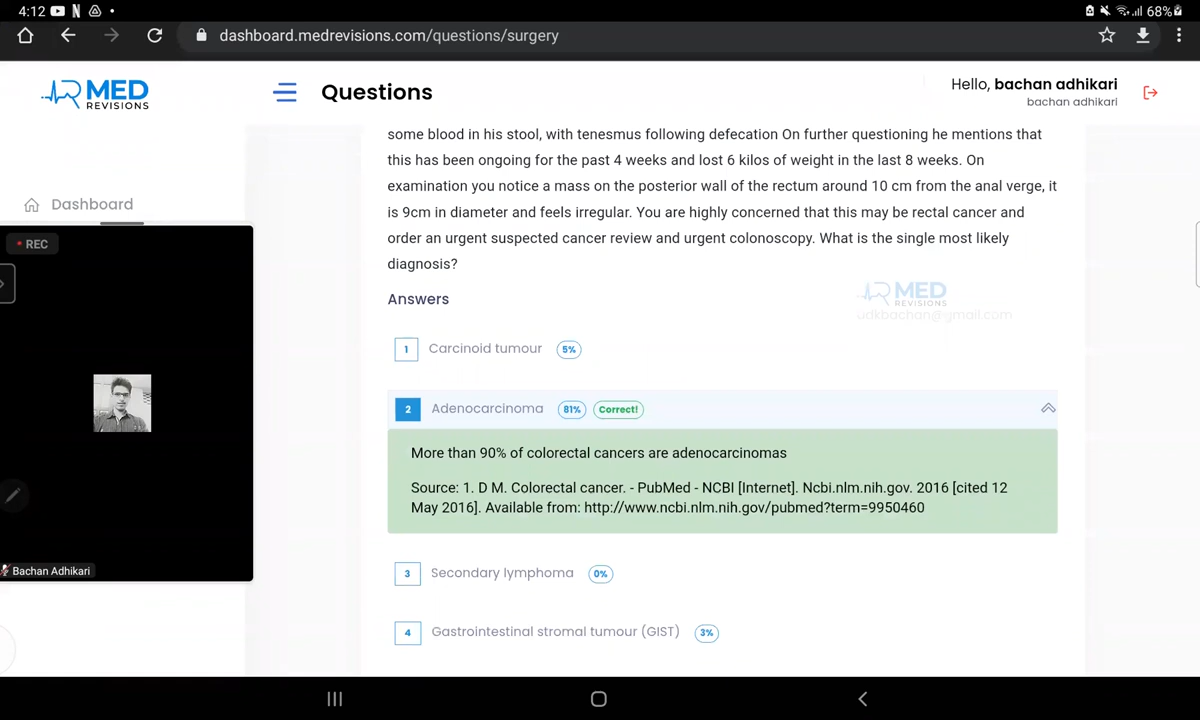 4:12
68%
dashboard.medrevisions.com/questions/surgery
MED
REVISIONS
Questions
Hello, bachan adhikari
bachan adhikari
Dashboard
REC
Bachan Adhikari
some blood in his stool, with tenesmus following defecation On further questioning he mentions that
this has been ongoing for the past 4 weeks and lost 6 kilos of weight in the last 8 weeks. On
examination you notice a mass on the posterior wall of the rectum around 10 cm from the anal verge, it
is 9cm in diameter and feels irregular. You are highly concerned that this may be rectal cancer and
order an urgent suspected cancer review and urgent colonoscopy. What is the single most likely
diagnosis?
MED
REVISIONS
udkbachan@gmail.com
Answers
1 Carcinoid tumour 5%
2 Adenocarcinoma 81% Correct!
More than 90% of colorectal cancers are adenocarcinomas
Source: 1. D M. Colorectal cancer. - PubMed - NCBI [Internet]. Ncbi.nlm.nih.gov. 2016 [cited 12
May 2016]. Available from: http://www.ncbi.nlm.nih.gov/pubmed?term=9950460
3 Secondary lymphoma 0%
4 Gastrointestinal stromal tumour (GIST) 3%